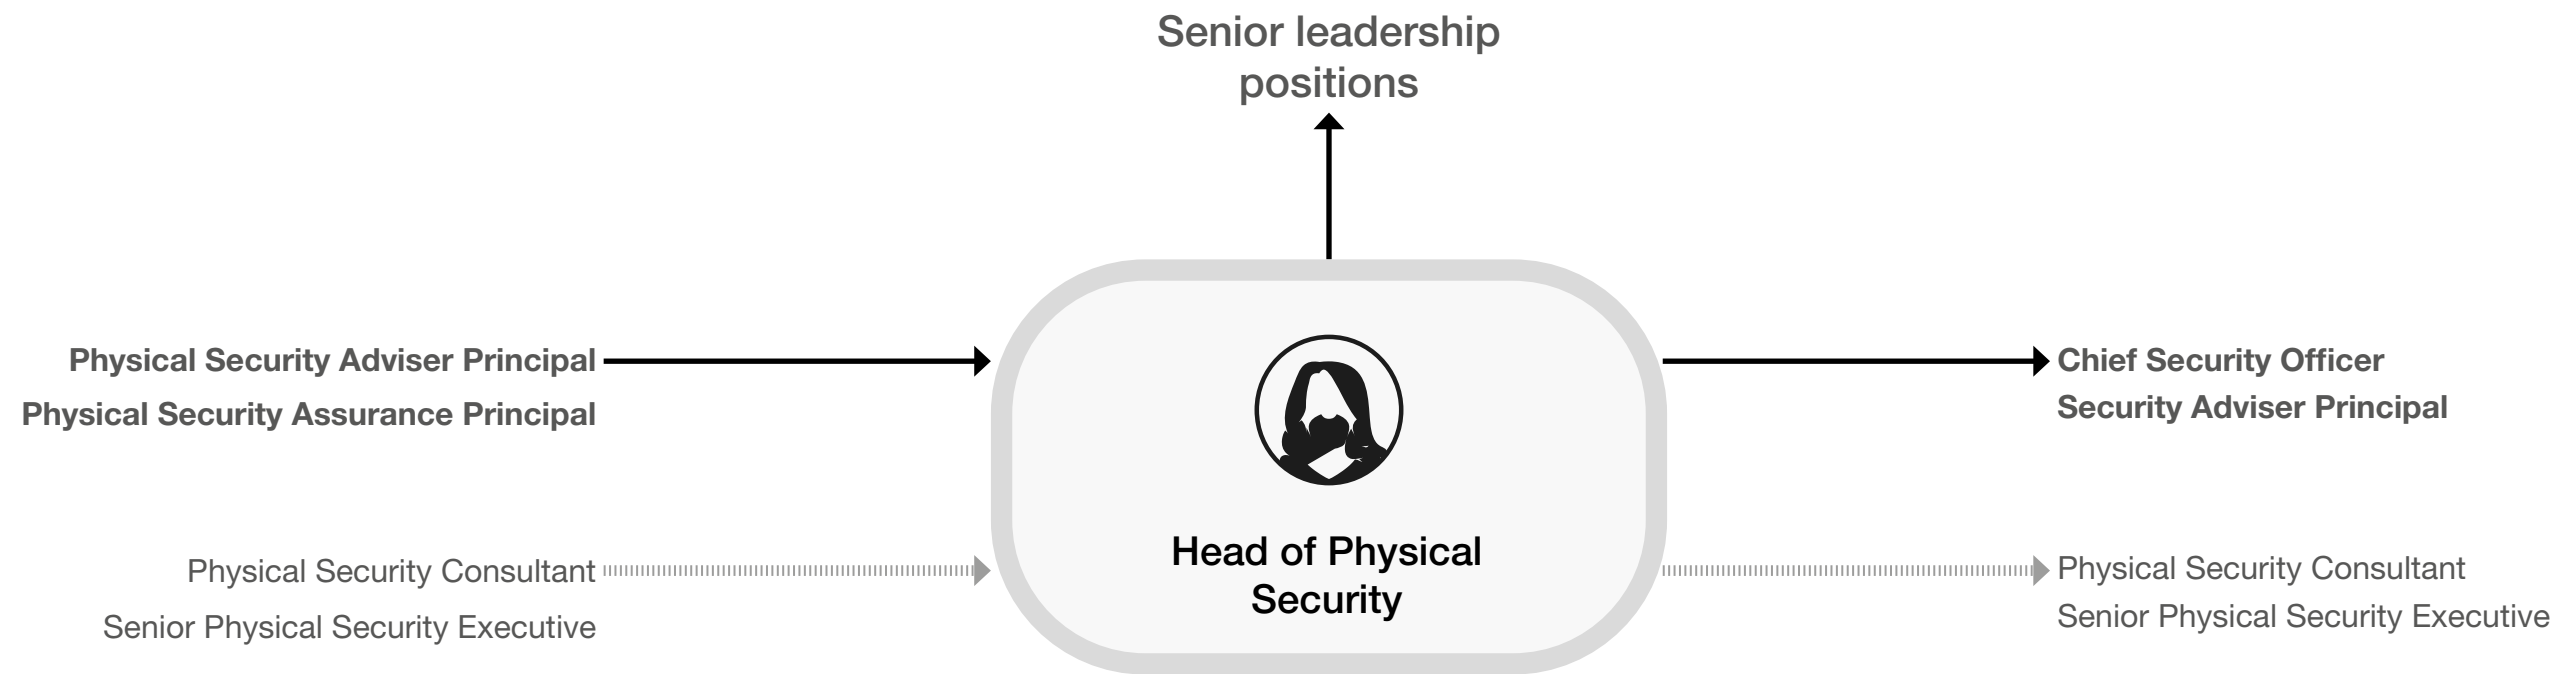 Senior leadership
positions
Physical Security Adviser Principal
Physical Security Assurance Principal
Physical Security Consultant
Senior Physical Security Executive
Head of Physical
Security
Chief Security Officer
Security Adviser Principal
Physical Security Consultant
Senior Physical Security Executive